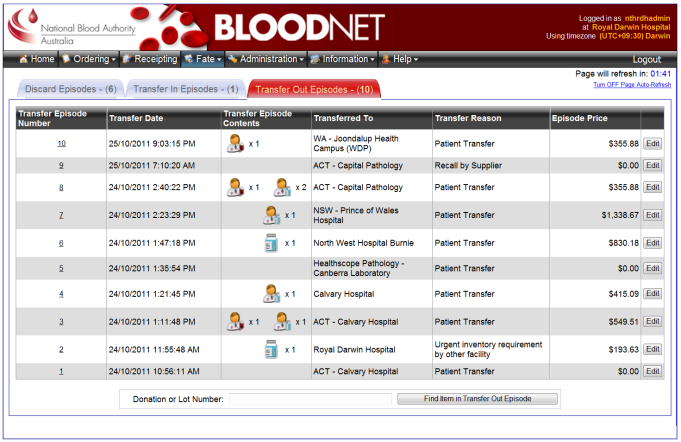 National Blood Authority
Australia
BLOODNET
Logged in as nthrdhadmin
at Royal Darwin Hospital
Using timezone (UTC+09:30) Darwin
Home Ordering Receipting Fate Administration Information Help Logout
Page will refresh in: 01:41
Turn OFF Page Auto-Refresh
Discard Episodes - (6) Transfer In Episodes - (1) Transfer Out Episodes - (10)
Transfer Episode Number Transfer Date Transfer Episode Contents Transferred To Transfer Reason Episode Price
10 25/10/2011 9:03:15 PM x 1 WA - Joondalup Health Campus (WDP) Patient Transfer $355.88 Edit
9 25/10/2011 7:10:20 AM ACT - Capital Pathology Recall by Supplier $0.00 Edit
8 24/10/2011 2:40:22 PM x 1 x 2 ACT - Capital Pathology Patient Transfer $355.88 Edit
7 24/10/2011 2:23:29 PM x 1 NSW - Prince of Wales Hospital Patient Transfer $1,338.67 Edit
6 24/10/2011 1:47:18 PM x 1 North West Hospital Burnie Patient Transfer $830.18 Edit
5 24/10/2011 1:35:54 PM Healthscope Pathology - Canberra Laboratory Patient Transfer $0.00 Edit
4 24/10/2011 1:21:45 PM x 1 Calvary Hospital Patient Transfer $415.09 Edit
3 24/10/2011 1:11:48 PM x 1 x 1 ACT - Calvary Hospital Patient Transfer $549.51 Edit
2 24/10/2011 11:55:48 AM x 1 Royal Darwin Hospital Urgent inventory requirement by other facility $193.63 Edit
1 24/10/2011 10:56:11 AM ACT - Calvary Hospital Patient Transfer $0.00 Edit
Donation or Lot Number: Find Item in Transfer Out Episode